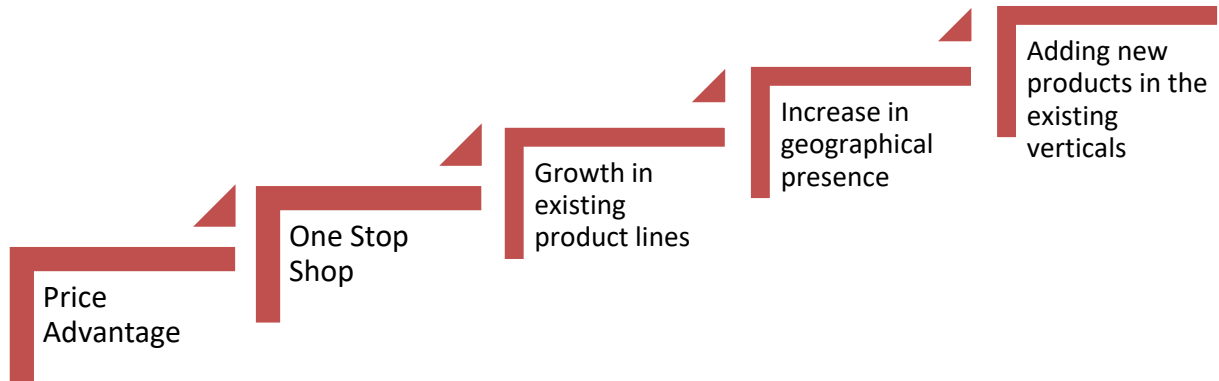 Price
Advantage
One Stop
Shop
Growth in
existing
product lines
Increase in
geographical
presence
Adding new
products in the
existing
verticals